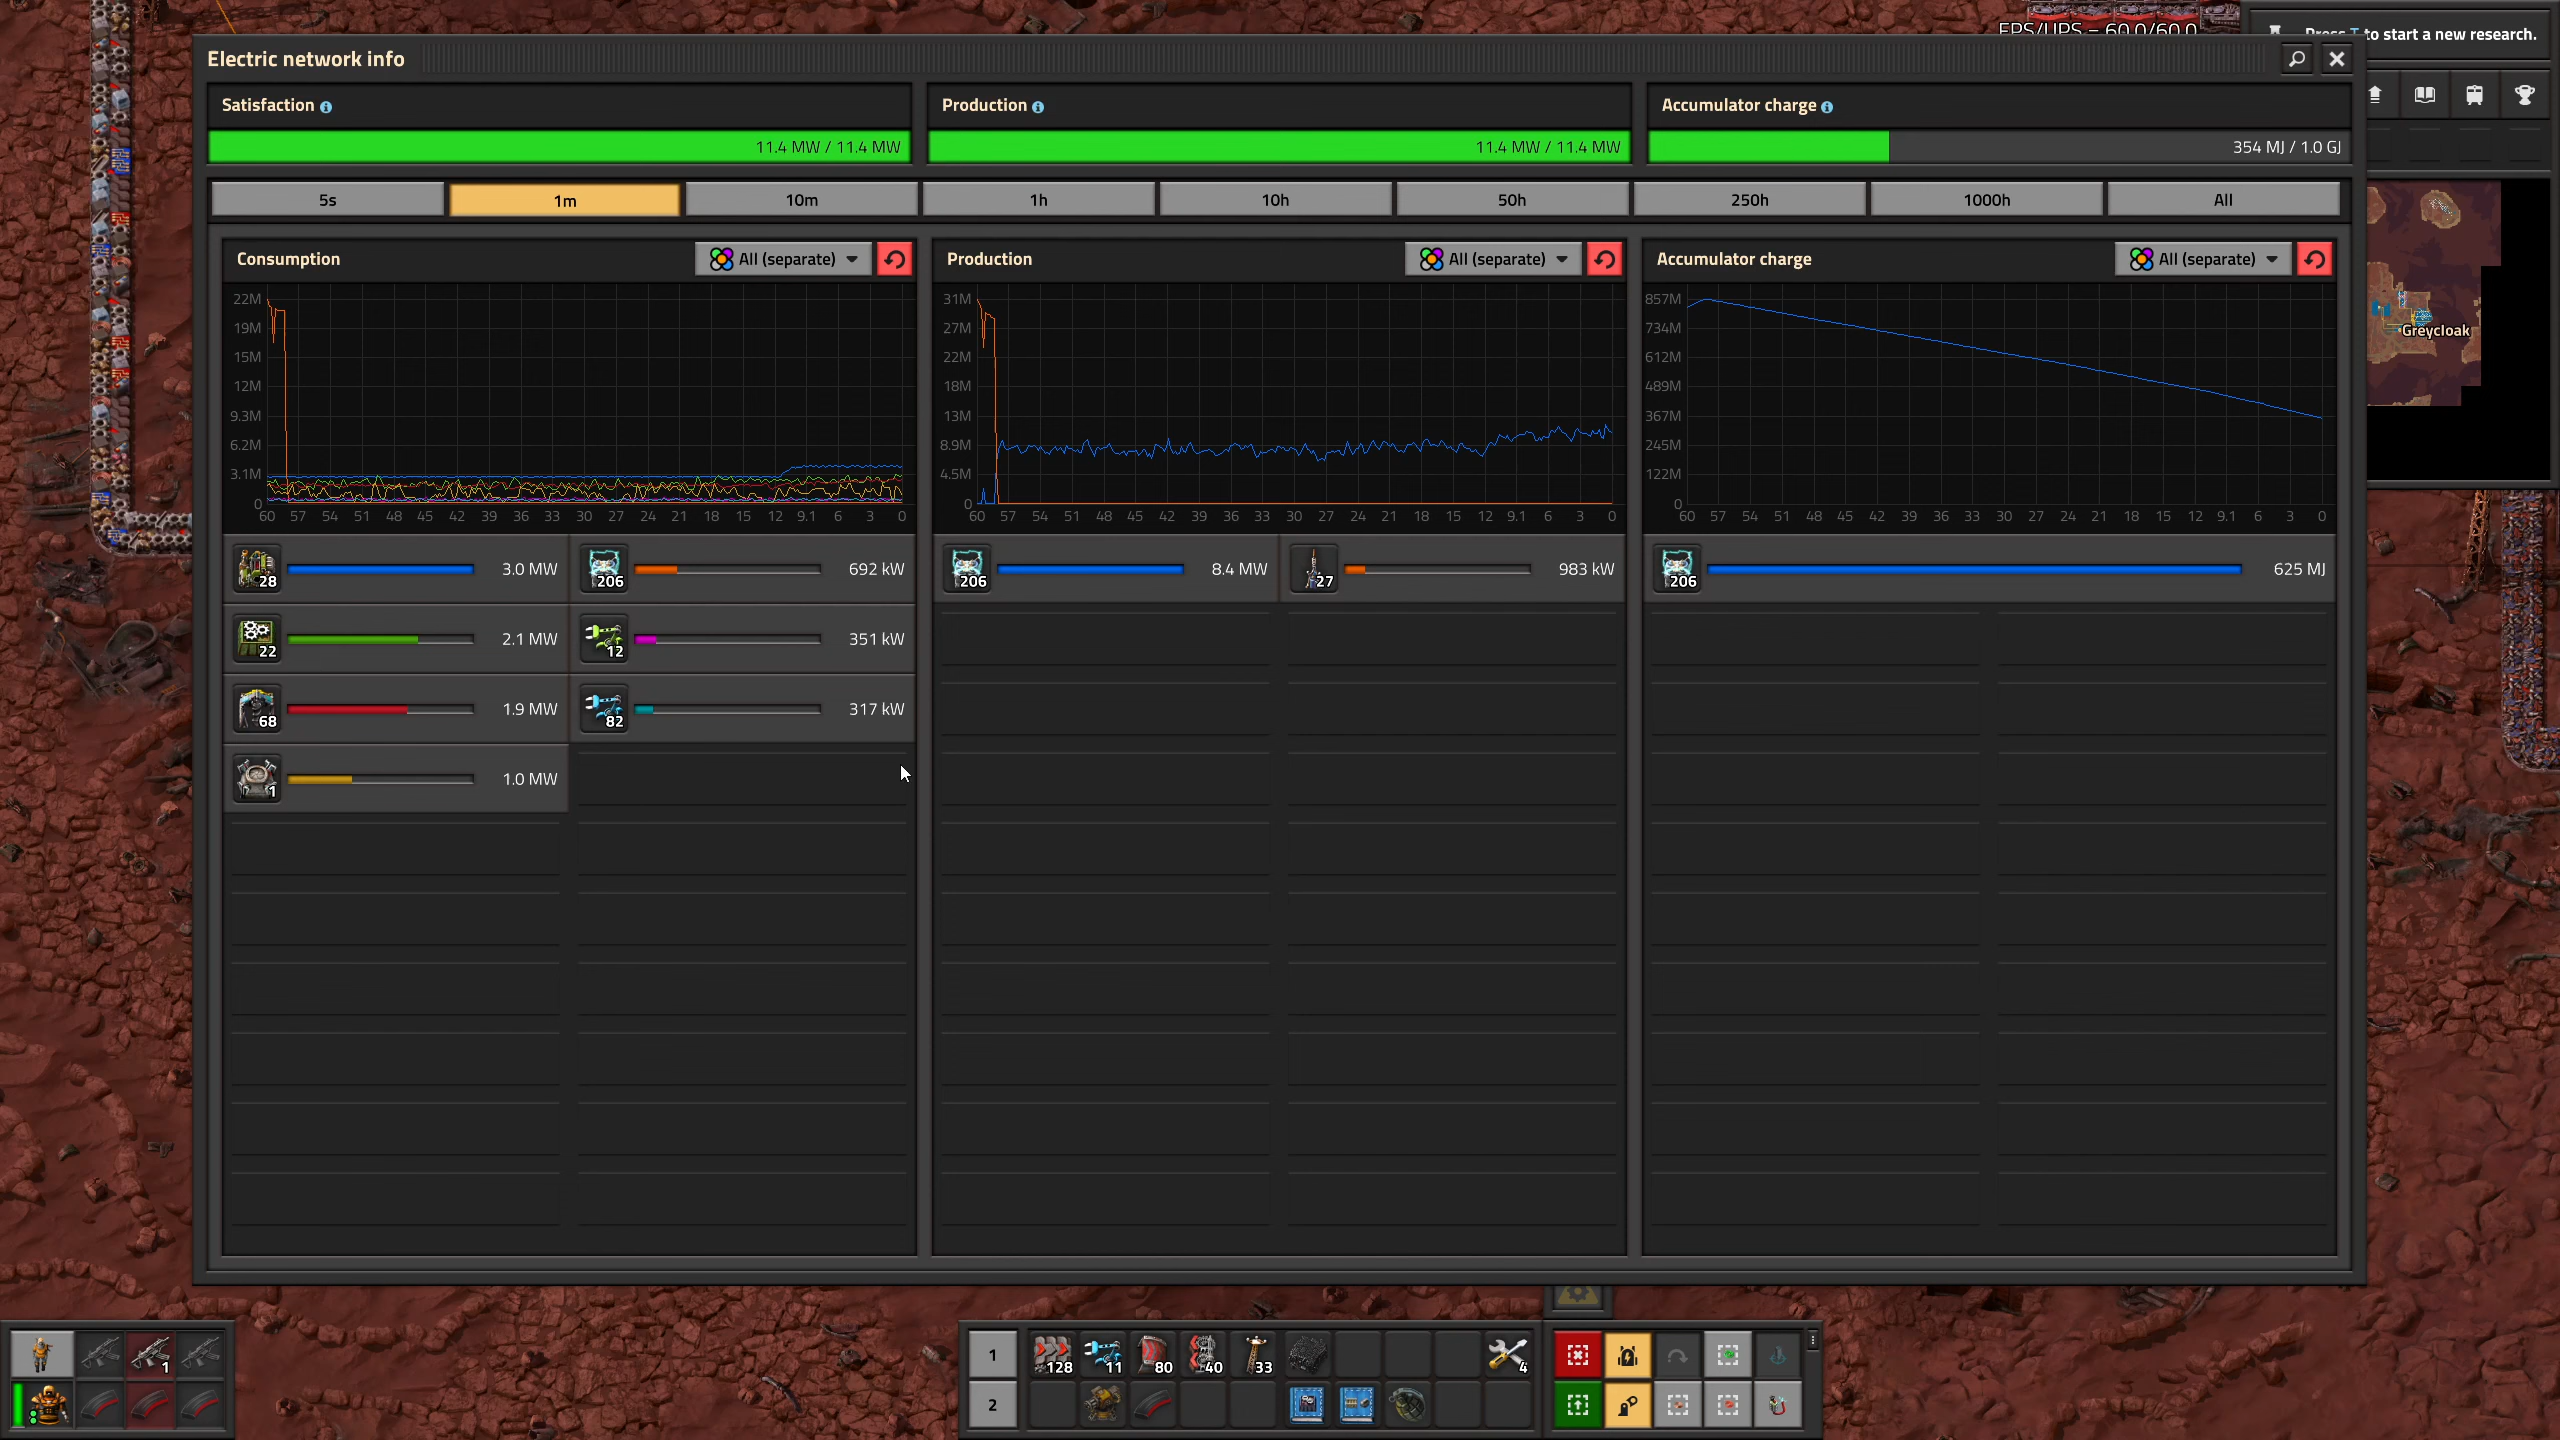 FPS/UPS = 60.0/60.0
Press T to start a new research.
Electric network info
Satisfaction
Production
Accumulator charge
11.4 MW / 11.4 MW
11.4 MW / 11.4 MW
354 MJ / 1.0 GJ
5s
1m
10m
1h
10h
50h
250h
1000h
All
Greycloak
Consumption
All (separate)
22M
19M
15M
12M
9.3M
6.2M
3.1M
0
60 57 54 51 48 45 42 39 36 33 30 27 24 21 18 15 12 9.1 6 3 0
28 3.0 MW
206 692 kW
22 2.1 MW
12 351 kW
68 1.9 MW
82 317 kW
1 1.0 MW
Production
All (separate)
31M
27M
22M
18M
13M
8.9M
4.5M
0
60 57 54 51 48 45 42 39 36 33 30 27 24 21 18 15 12 9.1 6 3 0
206 8.4 MW
27 983 kW
Accumulator charge
All (separate)
857M
734M
612M
489M
367M
245M
122M
0
60 57 54 51 48 45 42 39 36 33 30 27 24 21 18 15 12 9.1 6 3 0
206 625 MJ
1
1 128 11 80 40 33 4
2